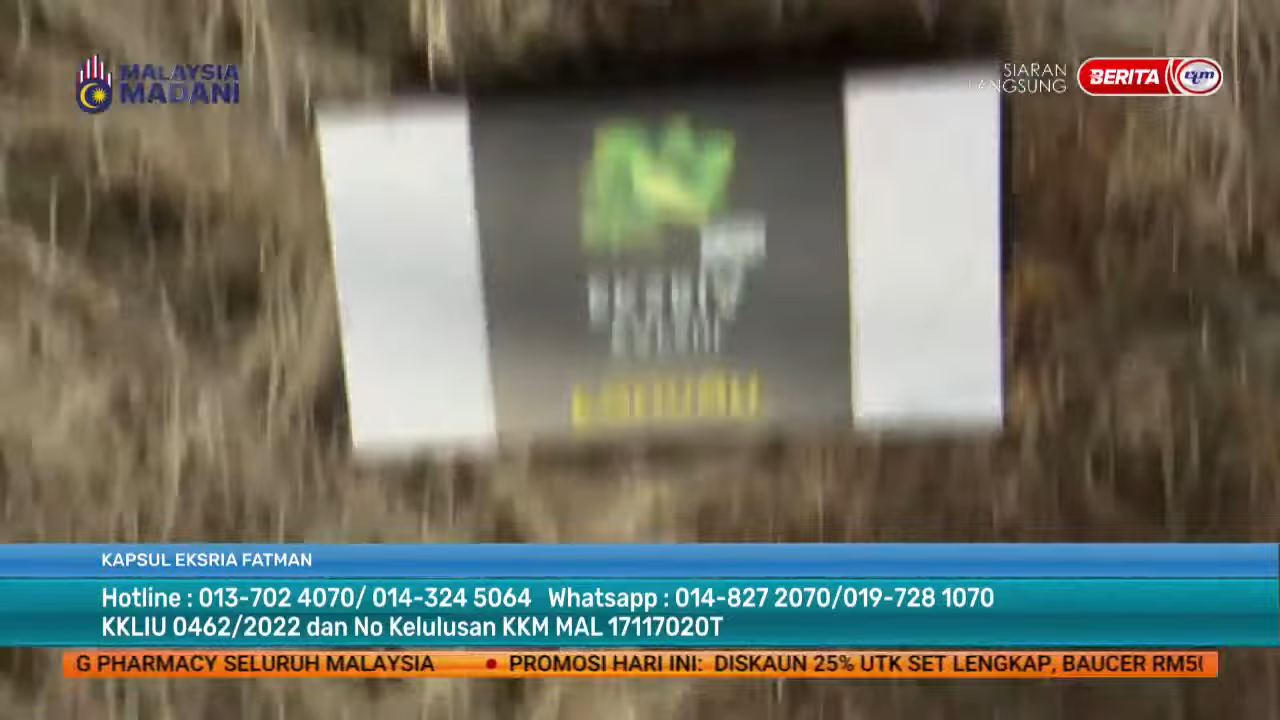 MALAYSIA
MADANI
SIARAN
LANGSUNG
BERITA
KAPSUL EKSRIA FATMAN
Hotline : 013-702 4070/ 014-324 5064 Whatsapp : 014-827 2070/019-728 1070
KKLIU 0462/2022 dan No Kelulusan KKM MAL 17117020T
G PHARMACY SELURUH MALAYSIA • PROMOSI HARI INI: DISKAUN 25% UTK SET LENGKAP, BAUCER RM5